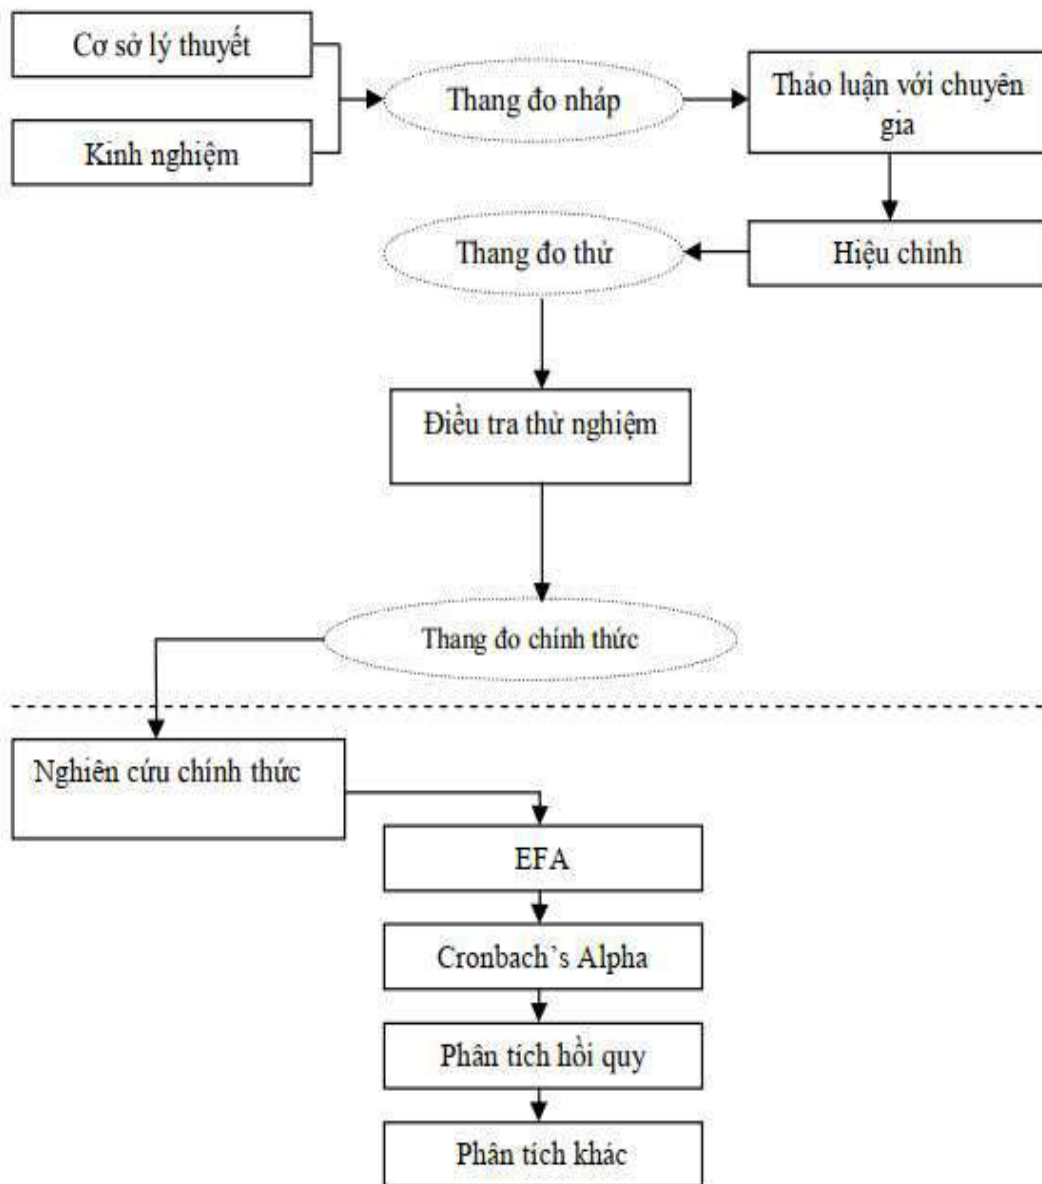 Cơ sở lý thuyết
Kinh nghiệm
Thang đo nháp
Thảo luận với chuyên
gia
Thang đo thử
Hiệu chỉnh
Điều tra thử nghiệm
Thang đo chính thức
Nghiên cứu chính thức
EFA
Cronbach's Alpha
Phân tích hồi quy
Phân tích khác